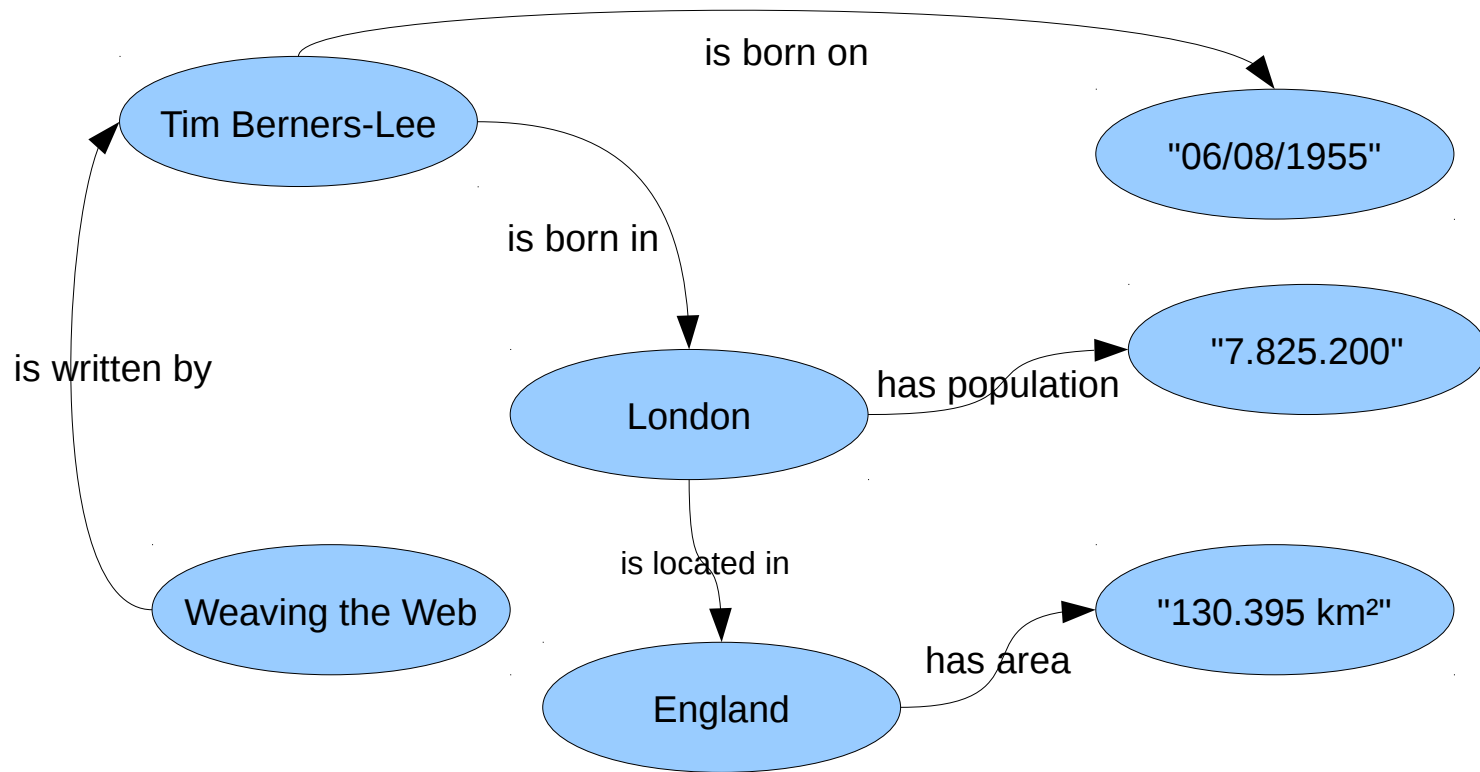 is born on
Tim Berners-Lee
"06/08/1955"
is born in
"7.825.200"
is written by
has population
London
is located in
Weaving the Web
"130.395 km²"
has area
England